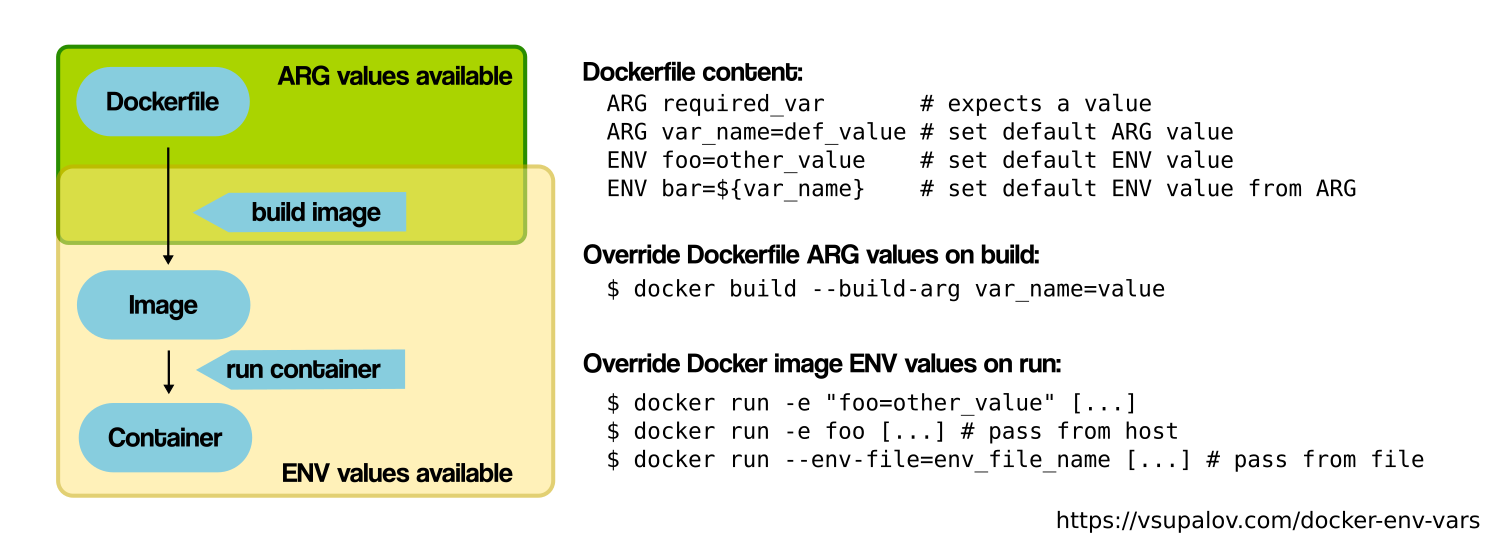 ARG values available
Dockerfile
build image
Image
run container
Container
ENV values available
Dockerfile content:
ARG required_var       # expects a value
ARG var_name=def_value # set default ARG value
ENV foo=other_value    # set default ENV value
ENV bar=${var_name}    # set default ENV value from ARG
Override Dockerfile ARG values on build:
$ docker build --build-arg var_name=value
Override Docker image ENV values on run:
$ docker run -e "foo=other_value" [...]
$ docker run -e foo [...] # pass from host
$ docker run --env-file=env_file_name [...] # pass from file
https://vsupalov.com/docker-env-vars